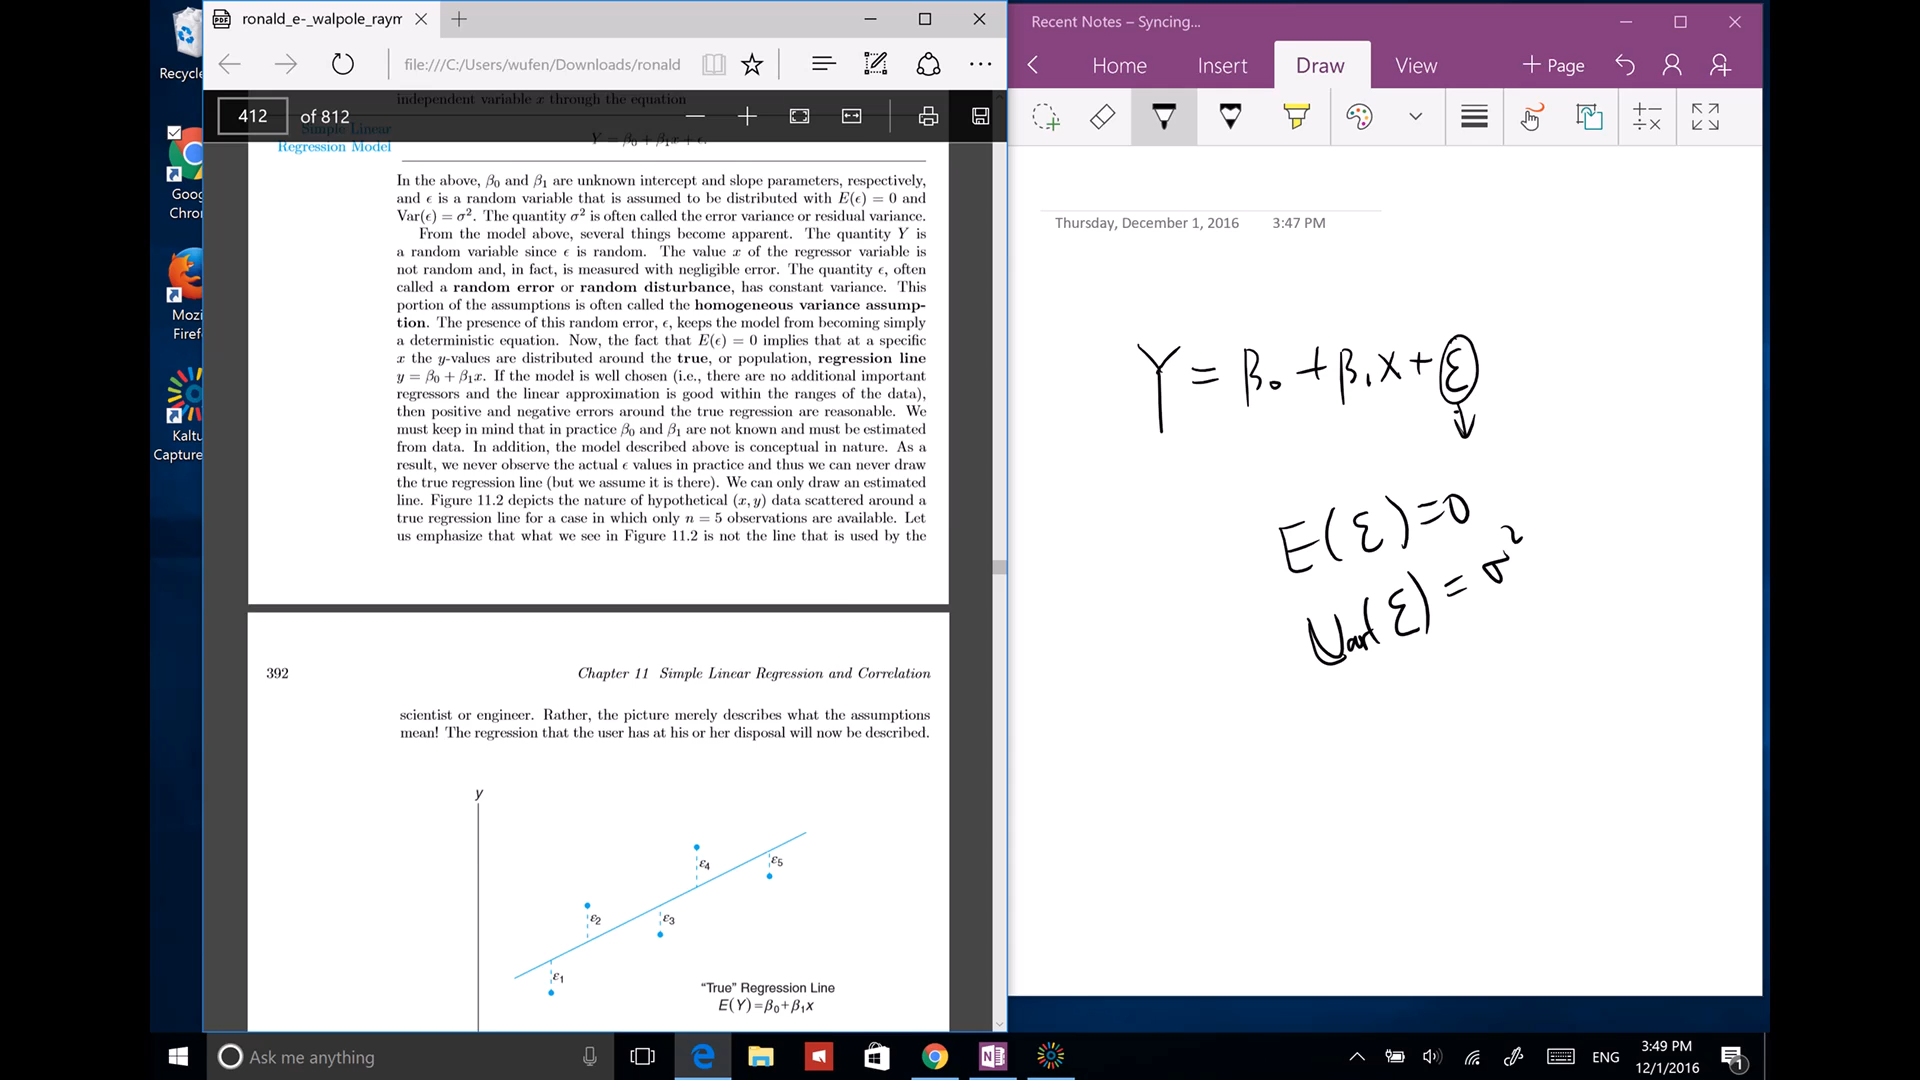 Recycle
Goog
Chron
Mozi
Firef
Kaltu
Capture
ronald_e-_walpole_raym
file:///C:/Users/wufen/Downloads/ronald
412 of 812
independent variable x through the equation
Simple Linear
Regression Model
Y = β0 + β1x + ϵ.
In the above, β0 and β1 are unknown intercept and slope parameters, respectively,
and ϵ is a random variable that is assumed to be distributed with E(ϵ) = 0 and
Var(ϵ) = σ². The quantity σ² is often called the error variance or residual variance.
From the model above, several things become apparent. The quantity Y is
a random variable since ϵ is random. The value x of the regressor variable is
not random and, in fact, is measured with negligible error. The quantity ϵ, often
called a random error or random disturbance, has constant variance. This
portion of the assumptions is often called the homogeneous variance assump-
tion. The presence of this random error, ϵ, keeps the model from becoming simply
a deterministic equation. Now, the fact that E(ϵ) = 0 implies that at a specific
x the y-values are distributed around the true, or population, regression line
y = β0 + β1x. If the model is well chosen (i.e., there are no additional important
regressors and the linear approximation is good within the ranges of the data),
then positive and negative errors around the true regression are reasonable. We
must keep in mind that in practice β0 and β1 are not known and must be estimated
from data. In addition, the model described above is conceptual in nature. As a
result, we never observe the actual ϵ values in practice and thus we can never draw
the true regression line (but we assume it is there). We can only draw an estimated
line. Figure 11.2 depicts the nature of hypothetical (x, y) data scattered around a
true regression line for a case in which only n = 5 observations are available. Let
us emphasize that what we see in Figure 11.2 is not the line that is used by the
392 Chapter 11 Simple Linear Regression and Correlation
scientist or engineer. Rather, the picture merely describes what the assumptions
mean! The regression that the user has at his or her disposal will now be described.
y
ε4
ε5
ε2
ε3
ε1
“True” Regression Line
E(Y)=β0+β1x
Recent Notes – Syncing...
Home Insert Draw View + Page
Thursday, December 1, 2016 3:47 PM
Y = β0 + β1x + ε
E(ε)=0
Var(ε) = σ²
Ask me anything
ENG
3:49 PM
12/1/2016
1